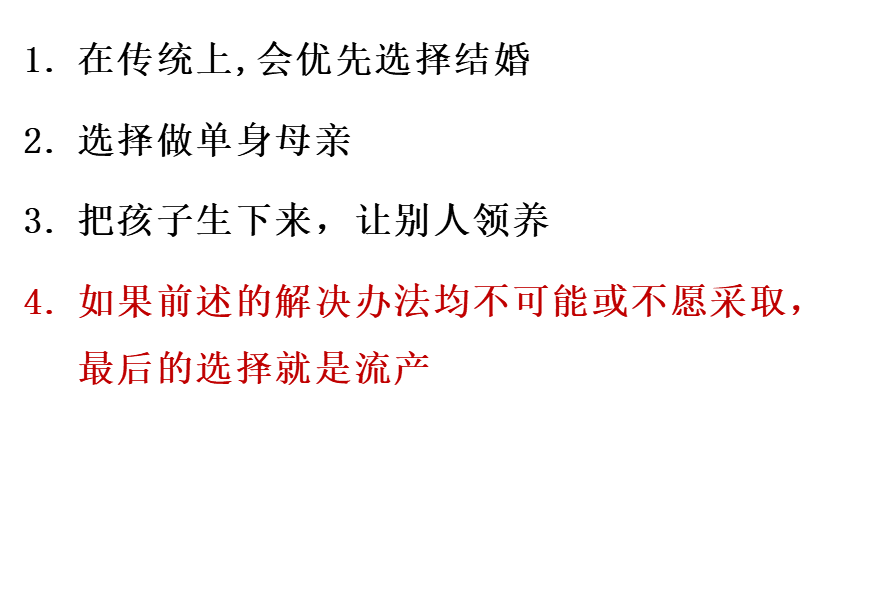 1. 在传统上,会优先选择结婚
2. 选择做单身母亲
3. 把孩子生下来，让别人领养
4. 如果前述的解决办法均不可能或不愿采取，
最后的选择就是流产